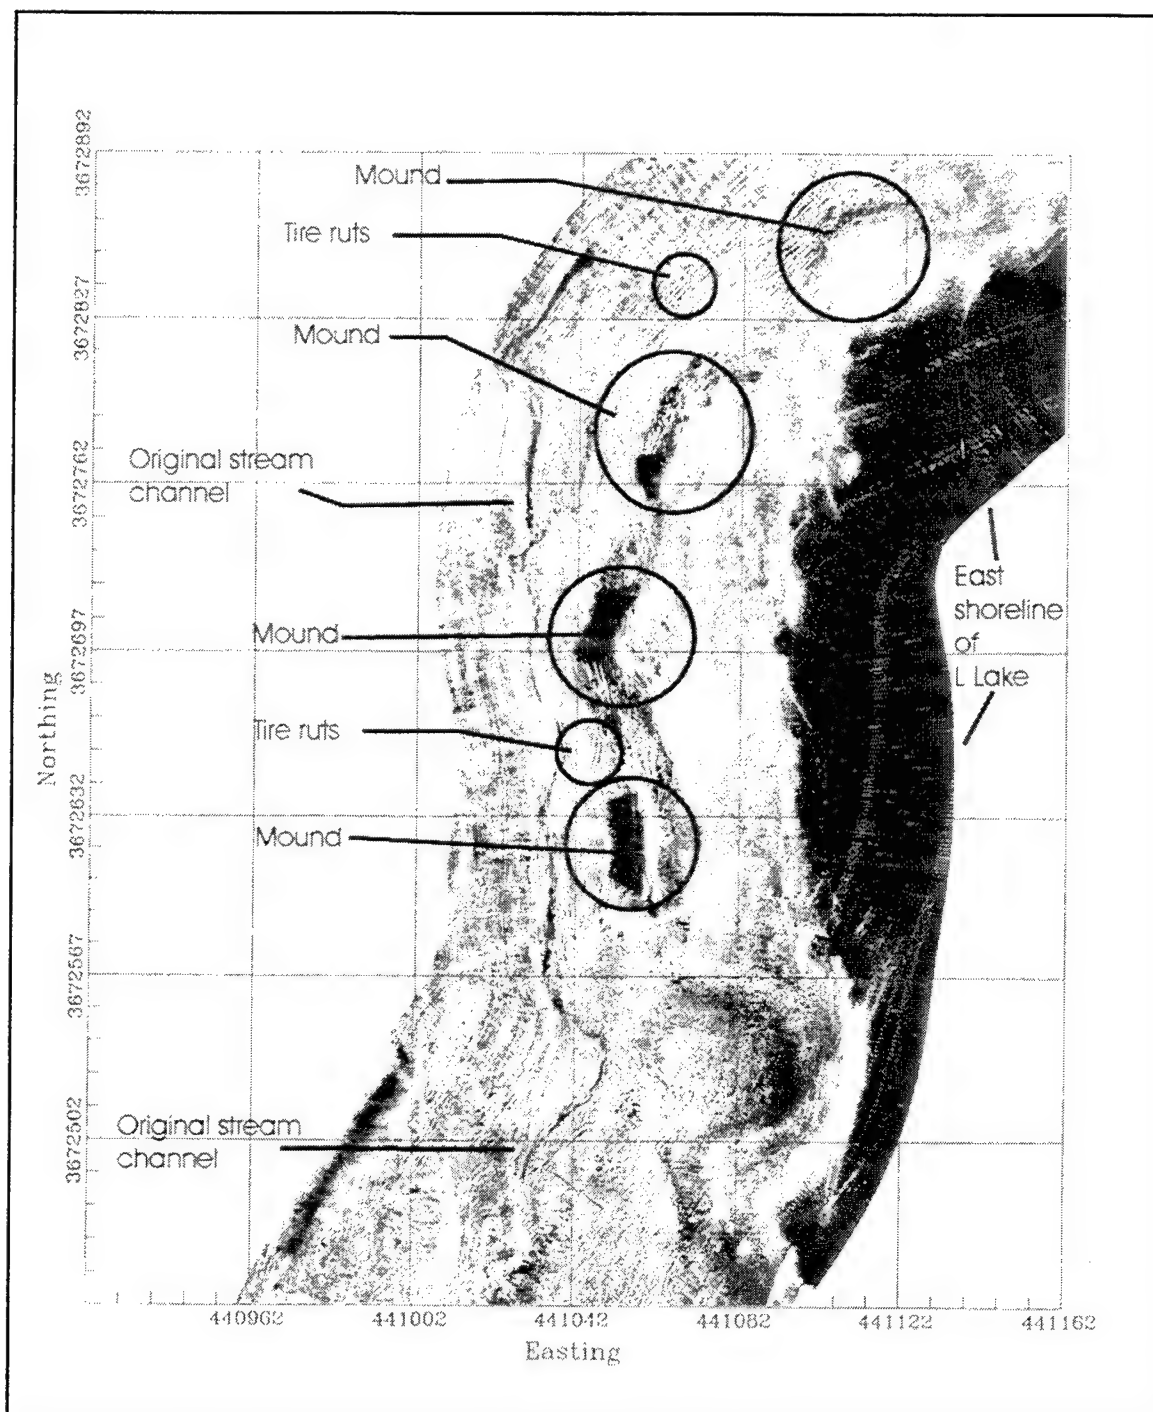 3672892
Mound
Tire ruts
3672827
Mound
Original stream
channel
3672762
East
shoreline
of
L Lake
Mound
3672697
Northing
Tire ruts
3672632
Mound
3672567
Original stream
channel
3672502
440962 441002 441042 441082 441122 441162
Easting